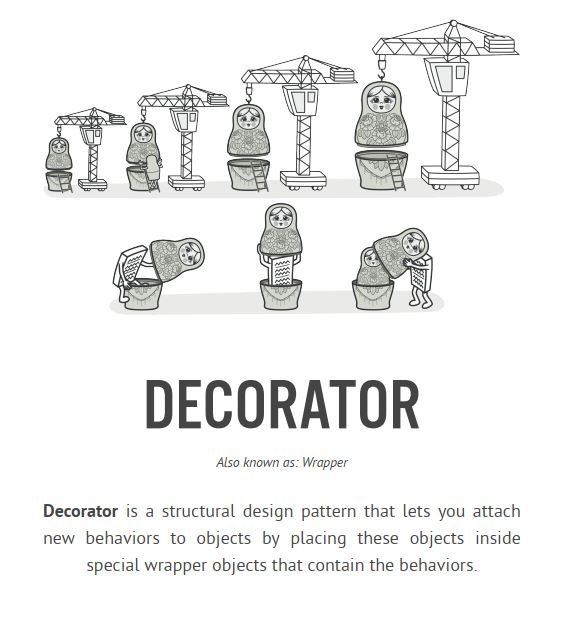 DECORATOR
Also known as: Wrapper
Decorator is a structural design pattern that lets you attach
new behaviors to objects by placing these objects inside
special wrapper objects that contain the behaviors.